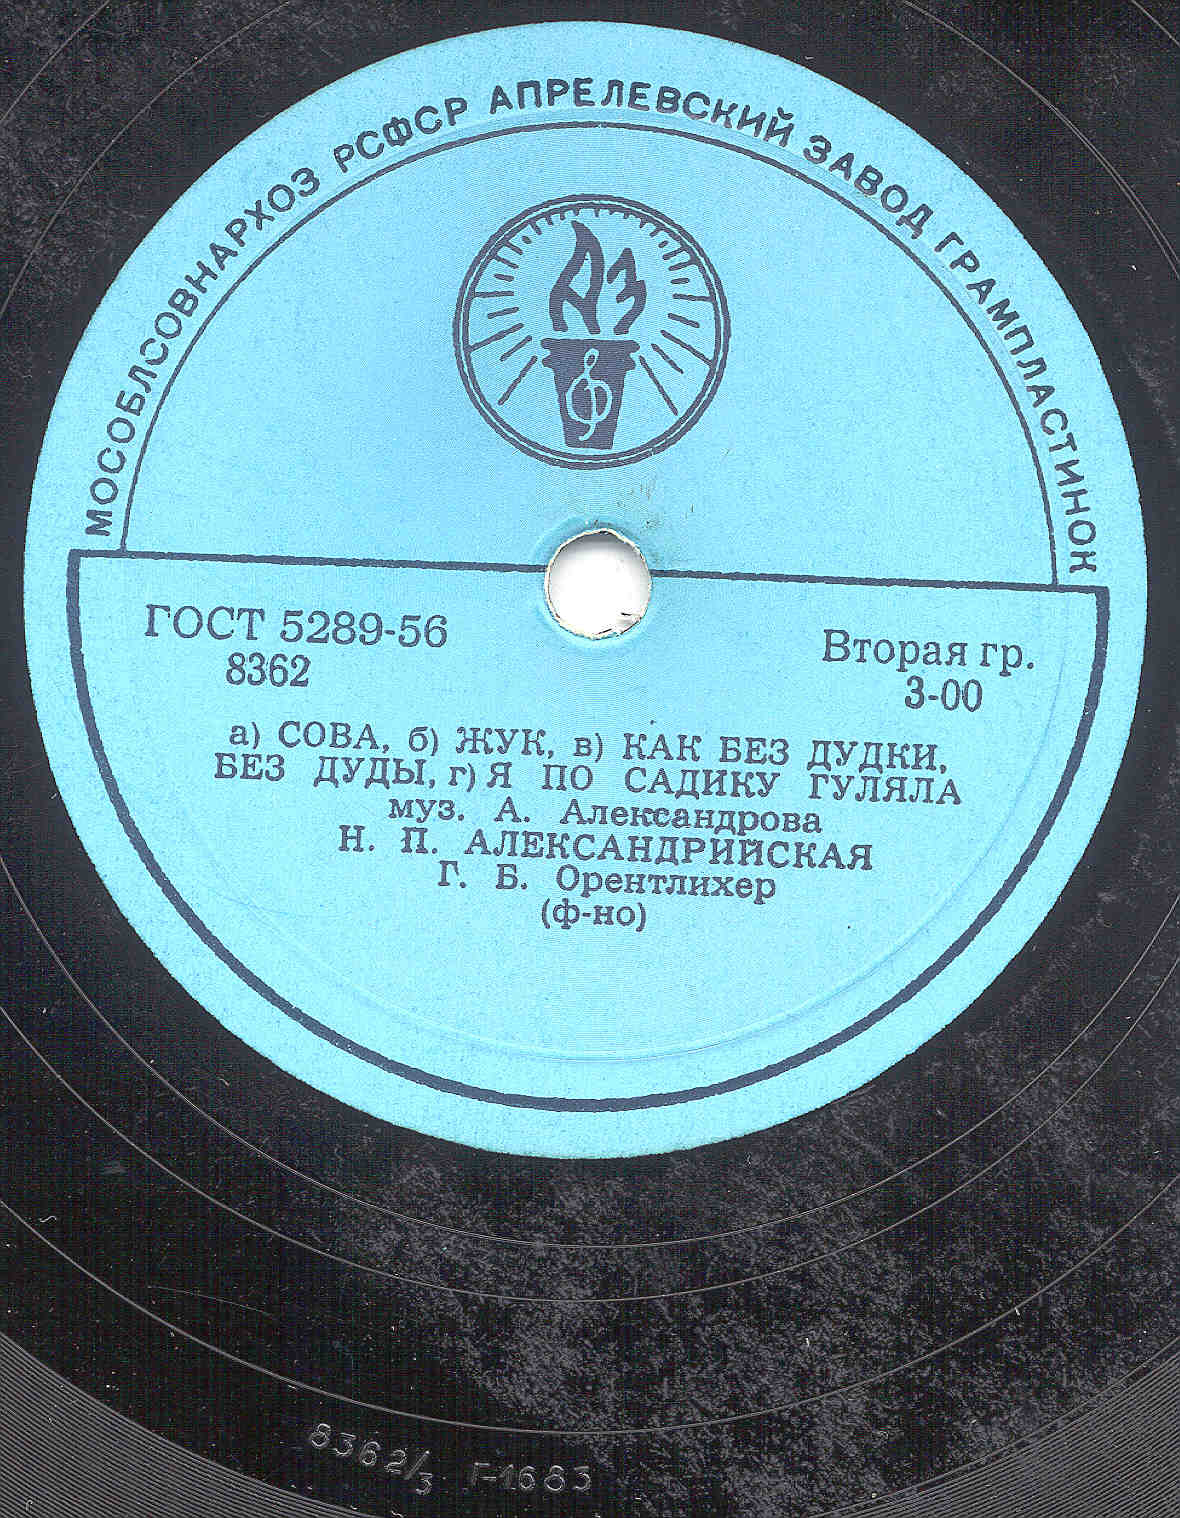 МОСОБЛСОВНАРХОЗ РСФСР АПРЕЛЕВСКИЙ ЗАВОД ГРАМПЛАСТИНОК
АЗ
ГОСТ 5289-56
8362
Вторая гр.
3-00
а) СОВА, б) ЖУК, в) КАК БЕЗ ДУДКИ,
БЕЗ ДУДЫ, г) Я ПО САДИКУ ГУЛЯЛА
муз. А. Александрова
Н. П. АЛЕКСАНДРИЙСКАЯ
Г. Б. Орентлихер
(ф-но)
8362/3 Г-1683